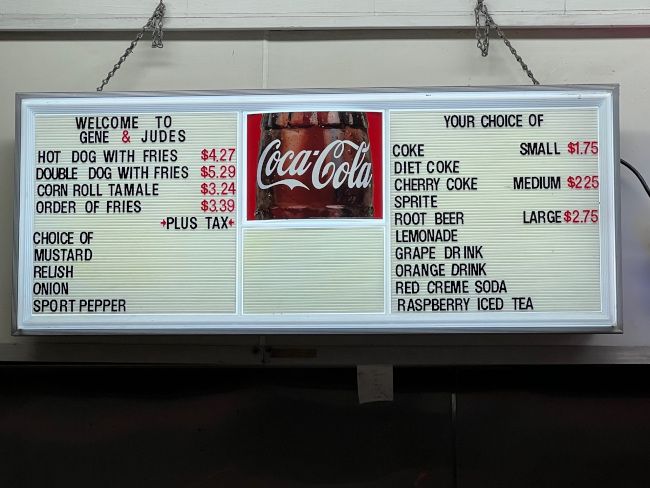 WELCOME TO
GENE & JUDES
HOT DOG WITH FRIES $4.27
DOUBLE DOG WITH FRIES $5.29
CORN ROLL TAMALE $3.24
ORDER OF FRIES $3.39
PLUS TAX
CHOICE OF
MUSTARD
RELISH
ONION
SPORT PEPPER
Coca-Cola
YOUR CHOICE OF
COKE SMALL $1.75
DIET COKE
CHERRY COKE MEDIUM $2 25
SPRITE
ROOT BEER LARGE $2.75
LEMONADE
GRAPE DRINK
ORANGE DRINK
RED CREME SODA
RASPBERRY ICED TEA